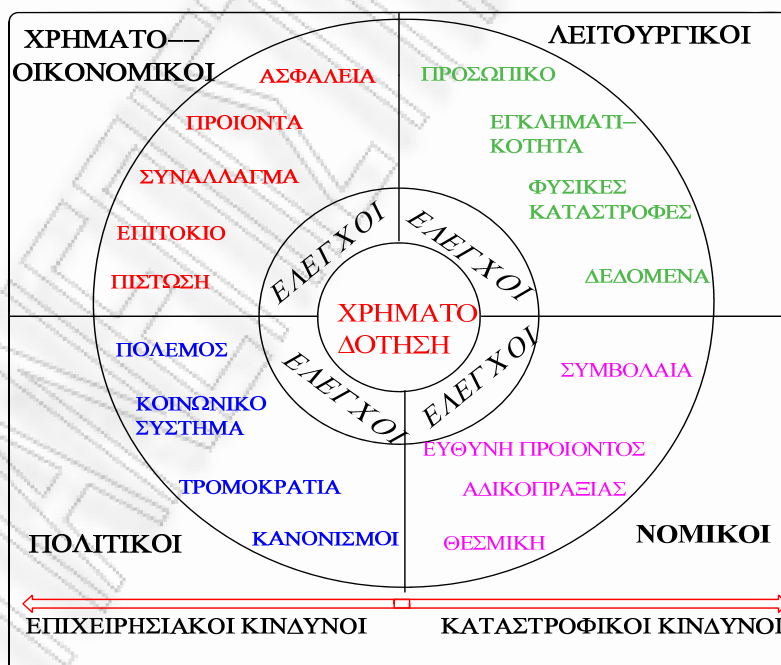 ΧΡΗΜΑΤΟ--
ΟΙΚΟΝΟΜΙΚΟΙ
ΛΕΙΤΟΥΡΓΙΚΟΙ
ΑΣΦΑΛΕΙΑ
ΠΡΟΙΟΝΤΑ
ΣΥΝΑΛΛΑΓΜΑ
ΕΠΙΤΟΚΙΟ
ΠΙΣΤΩΣΗ
ΠΡΟΣΩΠΙΚΟ
ΕΓΚΛΗΜΑΤΙ-
ΚΟΤΗΤΑ
ΦΥΣΙΚΕΣ
ΚΑΤΑΣΤΡΟΦΕΣ
ΔΕΔΟΜΕΝΑ
ΕΛΕΓΧΟΙ
ΕΛΕΓΧΟΙ
ΧΡΗΜΑΤΟ
ΔΟΤΗΣΗ
ΕΛΕΓΧΟΙ
ΕΛΕΓΧΟΙ
ΠΟΛΕΜΟΣ
ΚΟΙΝΩΝΙΚΟ
ΣΥΣΤΗΜΑ
ΤΡΟΜΟΚΡΑΤΙΑ
ΚΑΝΟΝΙΣΜΟΙ
ΣΥΜΒΟΛΑΙΑ
ΕΥΘΥΝΗ ΠΡΟΙΟΝΤΟΣ
ΑΔΙΚΟΠΡΑΞΙΑΣ
ΘΕΣΜΙΚΗ
ΠΟΛΙΤΙΚΟΙ
ΝΟΜΙΚΟΙ
ΕΠΙΧΕΙΡΗΣΙΑΚΟΙ ΚΙΝΔΥΝΟΙ
ΚΑΤΑΣΤΡΟΦΙΚΟΙ ΚΙΝΔΥΝΟΙ